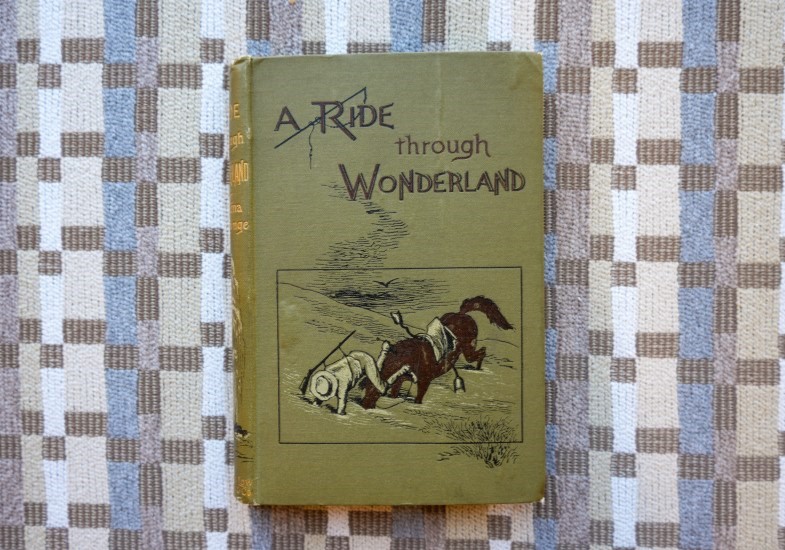 A RIDE
through
WONDERLAND